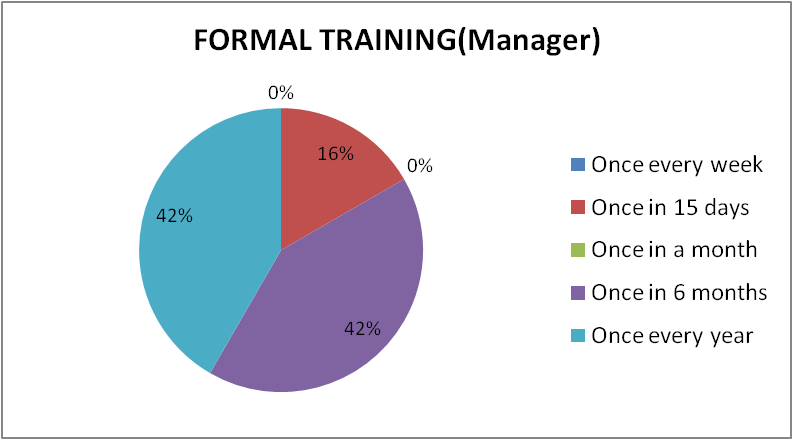 FORMAL TRAINING(Manager)
0%
16%
0%
42%
42%
Once every week
Once in 15 days
Once in a month
Once in 6 months
Once every year